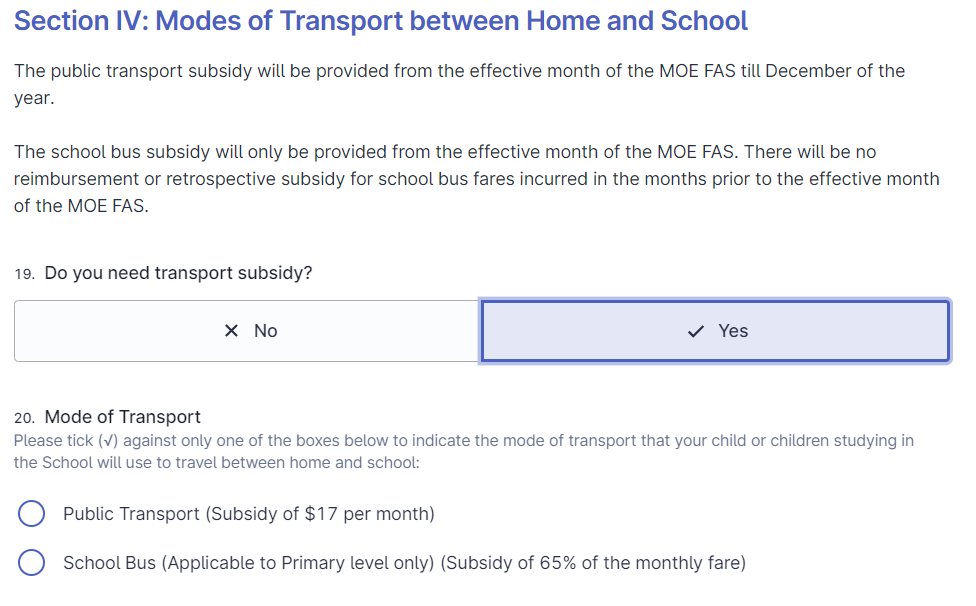 Section IV: Modes of Transport between Home and School
The public transport subsidy will be provided from the effective month of the MOE FAS till December of the
year.
The school bus subsidy will only be provided from the effective month of the MOE FAS. There will be no
reimbursement or retrospective subsidy for school bus fares incurred in the months prior to the effective month
of the MOE FAS.
19. Do you need transport subsidy?
✕ No
✓ Yes
20. Mode of Transport
Please tick (√) against only one of the boxes below to indicate the mode of transport that your child or children studying in
the School will use to travel between home and school:
Public Transport (Subsidy of $17 per month)
School Bus (Applicable to Primary level only) (Subsidy of 65% of the monthly fare)